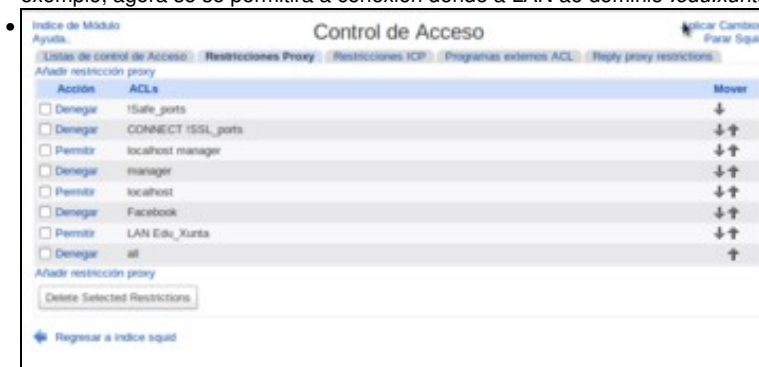 Indice de Módulo
Ayuda..
Control de Acceso
Aplicar Cambios
Parar Squid
Listas de control de Acceso
Restricciones Proxy
Restricciones ICP
Programas externos ACL
Reply proxy restrictions
Añadir restricción proxy
Acción ACLs Mover
Denegar !Safe_ports
Denegar CONNECT !SSL_ports
Permitir localhost manager
Denegar manager
Permitir localhost
Denegar Facebook
Permitir LAN Edu_Xunta
Denegar all
Añadir restricción proxy
Delete Selected Restrictions
Regresar a índice squid